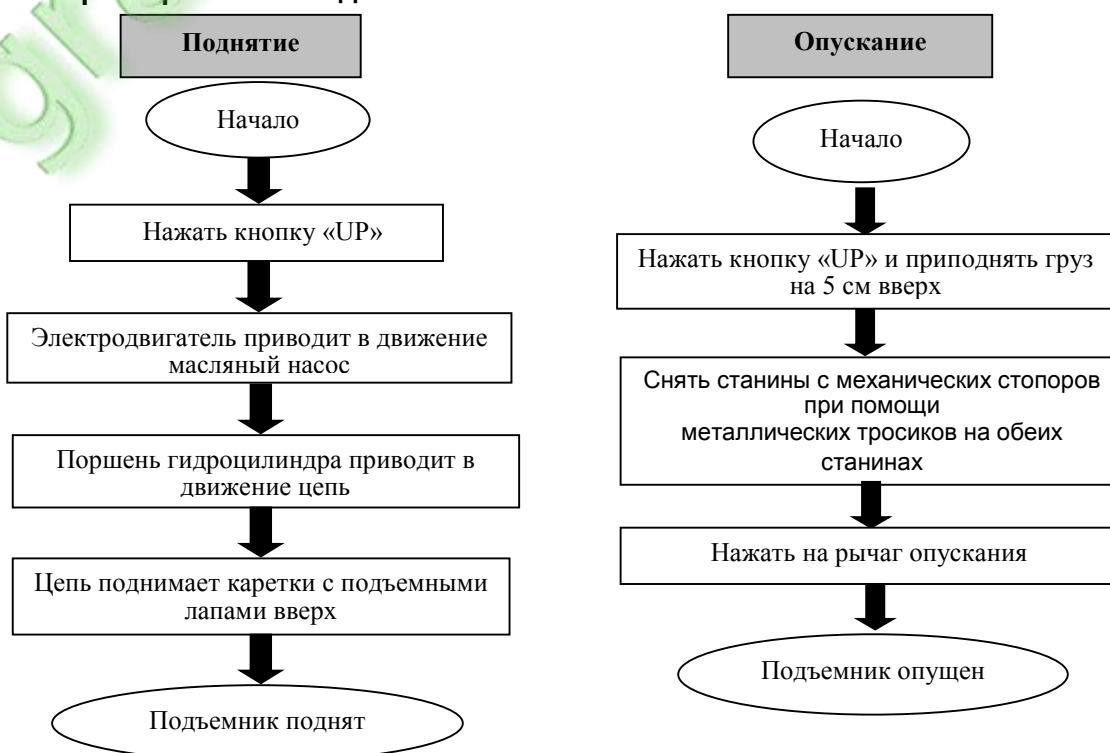 Поднятие
Начало
Нажать кнопку «UP»
Электродвигатель приводит в движение
масляный насос
Поршень гидроцилиндра приводит в
движение цепь
Цепь поднимает каретки с подъемными
лапами вверх
Подъемник поднят
Опускание
Начало
Нажать кнопку «UP» и приподнять груз
на 5 см вверх
Снять станины с механических стопоров
при помощи
металлических тросиков на обеих
станинах
Нажать на рычаг опускания
Подъемник опущен